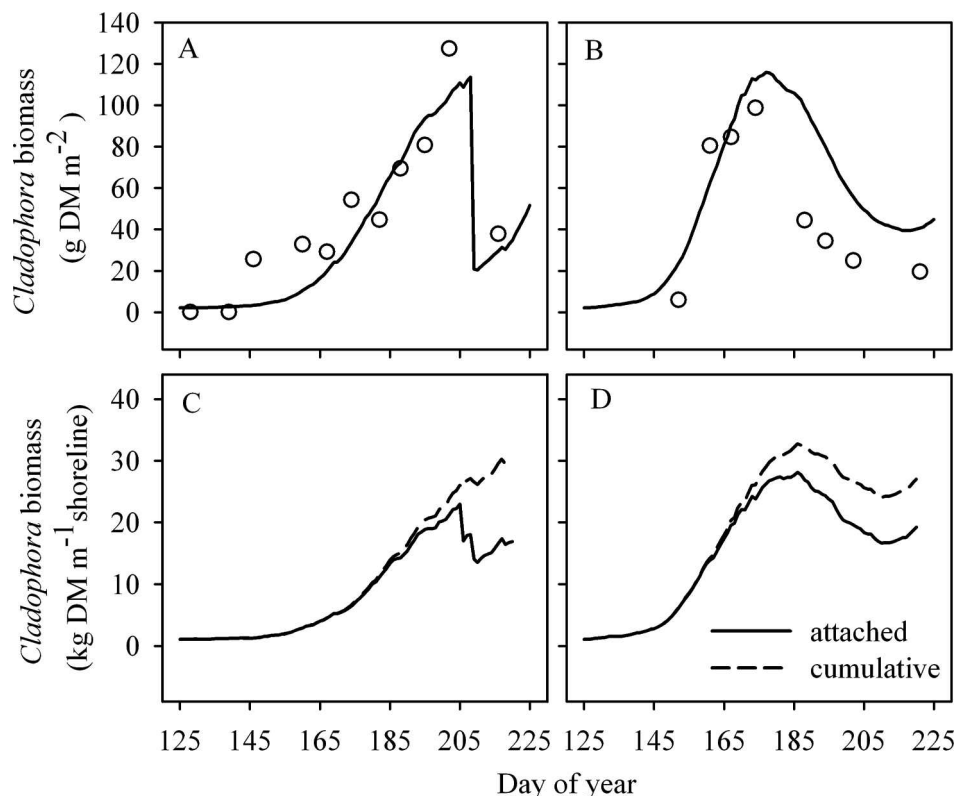 140
120
100
80
60
40
20
0
A
B
Cladophora biomass
(g DM m-2 )
40
30
20
10
0
C
D
Cladophora biomass
(kg DM m-1 shoreline)
attached
cumulative
125 145 165 185 205 225 125 145 165 185 205 225
Day of year